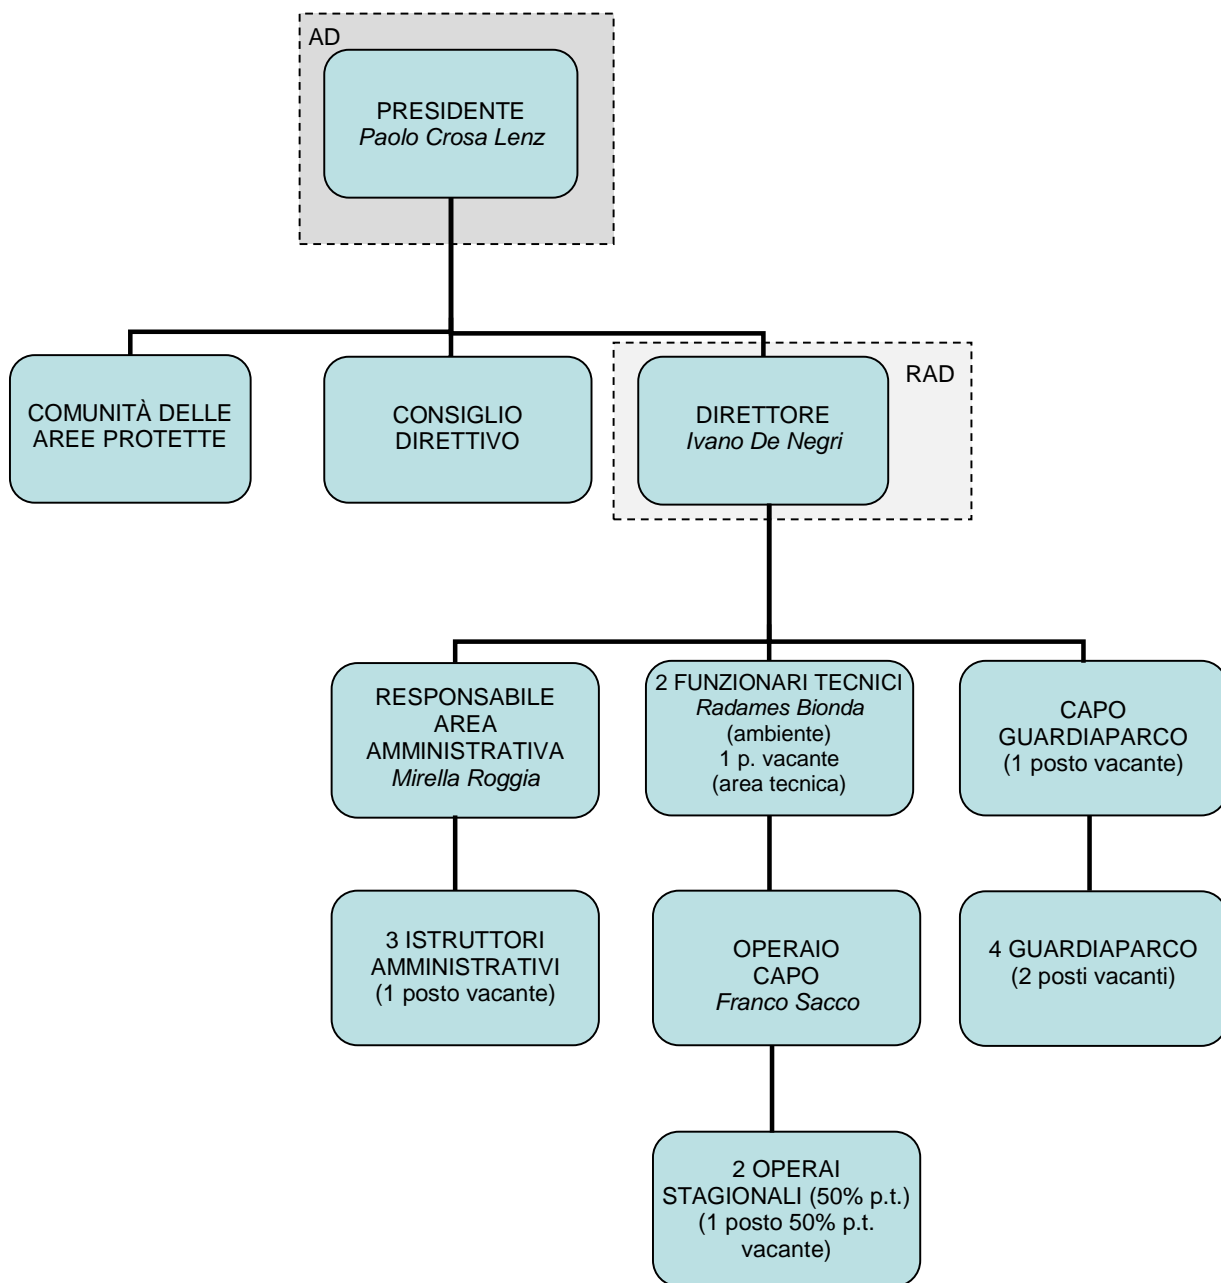 AD
PRESIDENTE
Paolo Crosa Lenz
COMUNITÀ DELLE
AREE PROTETTE
CONSIGLIO
DIRETTIVO
RAD
DIRETTORE
Ivano De Negri
RESPONSABILE
AREA
AMMINISTRATIVA
Mirella Roggia
2 FUNZIONARI TECNICI
Radames Bionda
(ambiente)
1 p. vacante
(area tecnica)
CAPO
GUARDIAPARCO
(1 posto vacante)
3 ISTRUTTORI
AMMINISTRATIVI
(1 posto vacante)
OPERAIO
CAPO
Franco Sacco
4 GUARDIAPARCO
(2 posti vacanti)
2 OPERAI
STAGIONALI (50% p.t.)
(1 posto 50% p.t.
vacante)